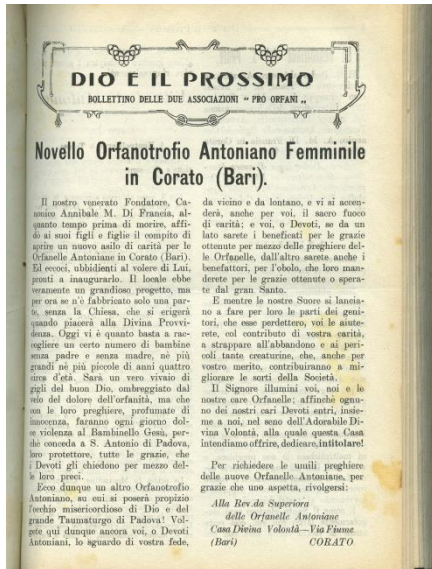 DIO E IL PROSSIMO
BOLLETTINO DELLE DUE ASSOCIAZIONI " PRO ORFANI „
Novello Orfanotrofio Antoniano Femminile
in Corato (Bari).
Il nostro venerato Fondatore, Ca-
nonico Annibale M. Di Francia, al-
quanto tempo prima di morire, affi-
dò ai suoi figli e figlie il compito di
aprire un nuovo asilo di carità per le
Orfanelle Antoniane in Corato (Bari).
Ed eccoci, ubbidienti al volere di Lui,
pronti a inaugurarlo. Il locale ebbe
veramente un grandioso progetto, ma
per ora se n'è fabbricato solo una par-
te, senza la Chiesa, che si erigerà
quando piacerà alla Divina Provvi-
denza. Oggi vi è quanto basta a rac-
cogliere un certo numero di bambine
senza padre e senza madre, nè più
grandi nè più piccole di anni quattro
circa d'età. Sarà un vero vivaio di
gigli del buon Dio, ombreggiato dal
velo del dolore dell'orfanità, ma che
con le loro preghiere, profumate di
innocenza, faranno ogni giorno dol-
ce violenza al Bambinello Gesù, per-
chè conceda a S. Antonio di Padova,
loro protettore, tutte le grazie, che
i Devoti gli chiedono per mezzo del-
le loro preci.
Ecco dunque un altro Orfanotrofio
Antoniano, su cui si poserà propizio
l'occhio misericordioso di Dio e del
grande Taumaturgo di Padova! Vol-
gete qui dunque ancora voi, o Devoti
Antoniani, lo sguardo di vostra fede,
da vicino e da lontano, e vi si accen-
derà, anche per voi, il sacro fuoco
di carità; e voi, o Devoti, se da un
lato sarete i beneficati per le grazie
ottenute per mezzo delle preghiere del-
le Orfanelle, dall'altro sarete anche i
benefattori, per l'obolo, che loro man-
derete per le grazie ottenute o spera-
te dal gran Santo.
E mentre le nostre Suore si lancia-
no a fare per loro le parti dei geni-
tori, che esse perdettero, voi le aiute-
rete, col contributo di vostra carità,
a strappare all'abbandono e ai peri-
coli tante creaturine, che, anche per
vostro merito, contribuiranno a mi-
gliorare le sorti della Società.
Il Signore illumini voi, noi e le
nostre care Orfanelle; affinchè ognu-
no dei nostri cari Devoti entri, insie-
me a noi, nel seno dell'Adorabile Di-
vina Volontà, alla quale questa Casa
intendiamo offrire, dedicare, intitolare!
Per richiedere le umili preghiere
delle nuove Orfanelle Antoniane, per
grazie che uno aspetta, rivolgersi:
Alla Rev.da Superiora
delle Orfanelle Antoniane
Casa Divina Volontà—Via Fiume
(Bari) CORATO